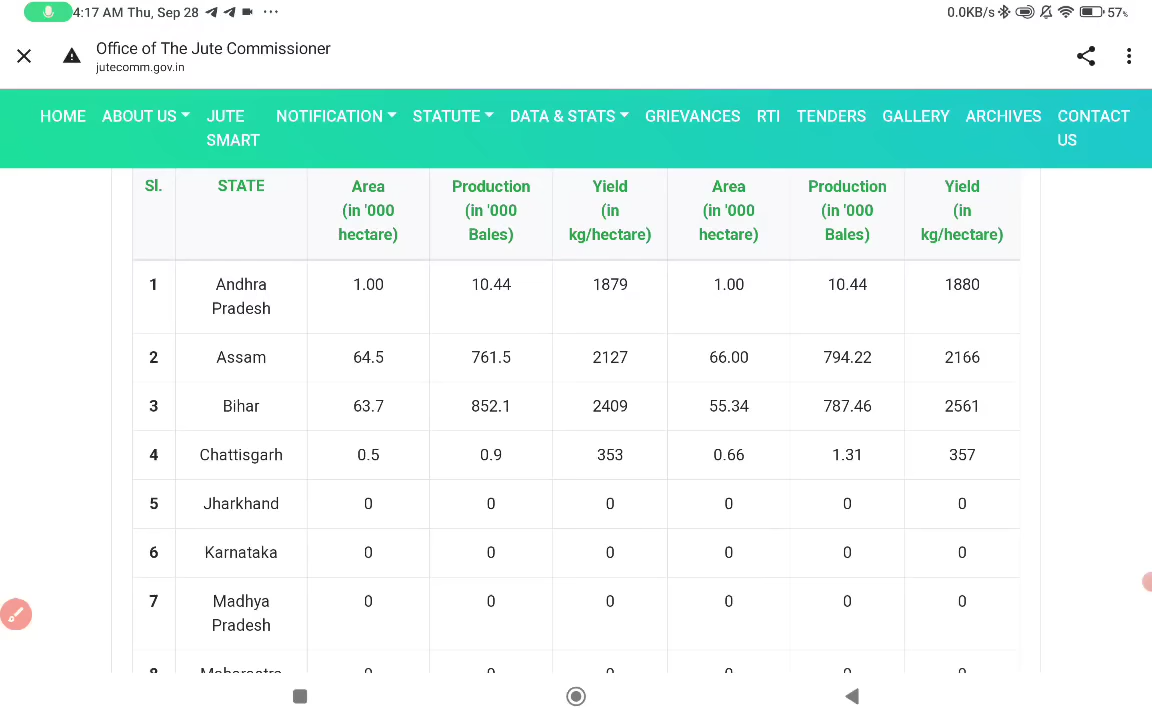 4:17 AM Thu, Sep 28 ... 0.0KB/s 57%
Office of The Jute Commissioner
jutecomm.gov.in
HOME ABOUT US JUTE SMART NOTIFICATION STATUTE DATA & STATS GRIEVANCES RTI TENDERS GALLERY ARCHIVES CONTACT US
Sl. STATE Area (in '000 hectare) Production (in '000 Bales) Yield (in kg/hectare) Area (in '000 hectare) Production (in '000 Bales) Yield (in kg/hectare)
1 Andhra Pradesh 1.00 10.44 1879 1.00 10.44 1880
2 Assam 64.5 761.5 2127 66.00 794.22 2166
3 Bihar 63.7 852.1 2409 55.34 787.46 2561
4 Chattisgarh 0.5 0.9 353 0.66 1.31 357
5 Jharkhand 0 0 0 0 0 0
6 Karnataka 0 0 0 0 0 0
7 Madhya Pradesh 0 0 0 0 0 0